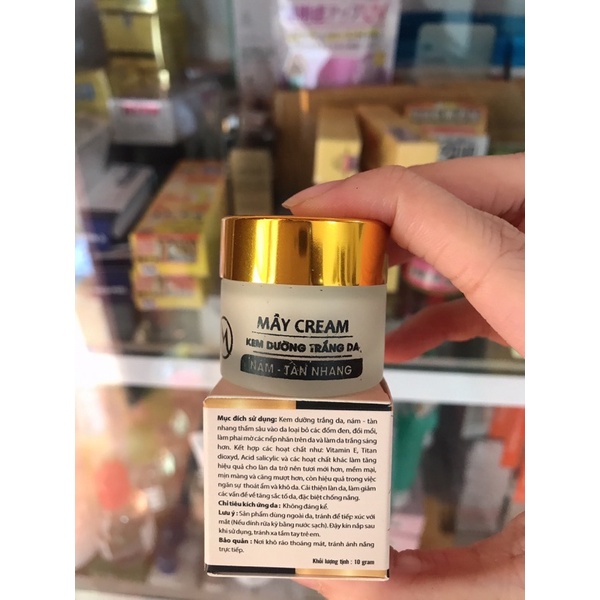 MÂY CREAM
KEM DƯỠNG TRẮNG DA
NÁM - TÀN NHANG
M
Mục đích sử dụng: Kem dưỡng trắng da, nám - tàn
nhang thấm sâu vào da loại bỏ các đốm đen, đồi mồi,
làm phai mờ các nếp nhăn trên da và làm da trắng sáng
hơn. Kết hợp các hoạt chất như: Vitamin E, Titan
dioxyd, Acid salicylic và các hoạt chất khác làm tăng
hiệu quả cho làn da trở nên tươi mới hơn, mềm mại,
mịn màng và căng mượt hơn, còn hiệu quả trong việc
ngăn sự thoát ẩm và khô da. Cải thiện làn da, làm giảm
các vấn đề về tăng sắc tố da, đặc biệt chống nắng.
Chỉ tiêu kích ứng da: Không đáng kể.
Lưu ý: Sản phẩm dùng ngoài da, tránh để tiếp xúc với
mắt (Nếu dính rửa kỹ bằng nước sạch). Đậy kín nắp sau
khi sử dụng, tránh xa tầm tay trẻ em.
Bảo quản: Nơi khô ráo thoáng mát, tránh ánh nắng
trực tiếp.
Khối lượng tịnh : 10 gram